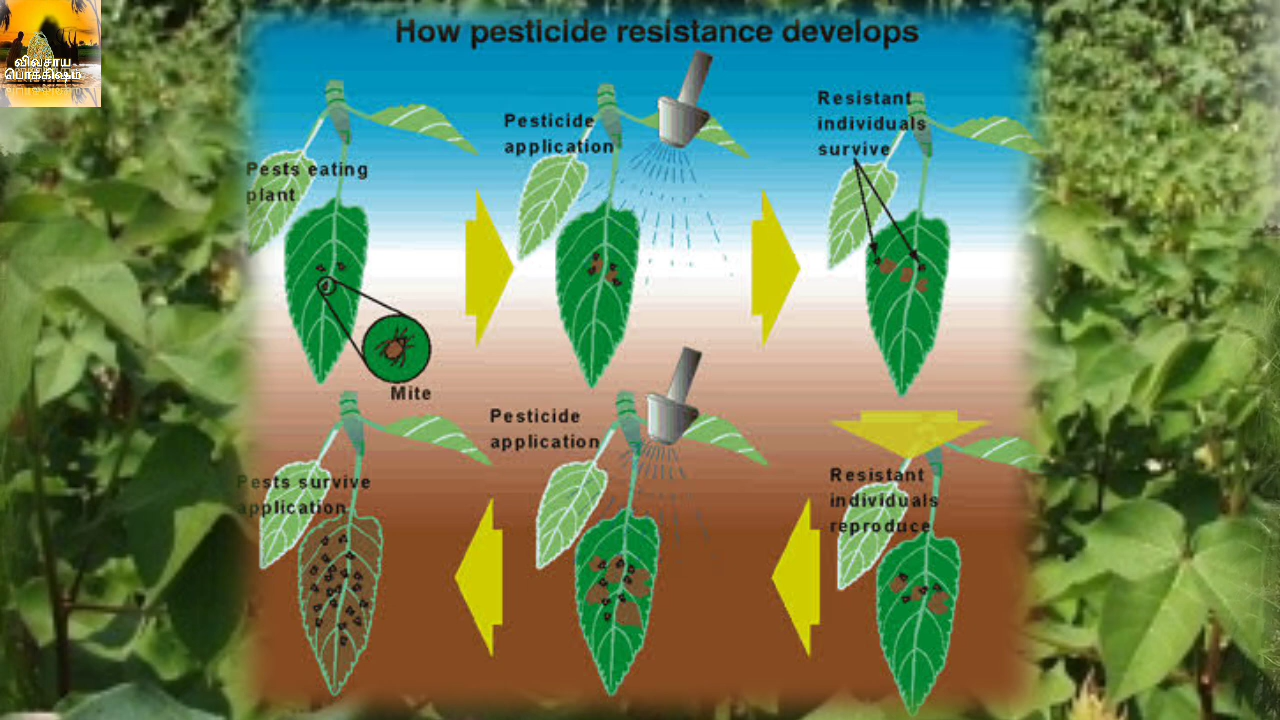 விவசாய
பொக்கிஷம்
How pesticide resistance develops
Pests eating
plant
Mite
Pesticide
application
Resistant
individuals
survive
Resistant
individuals
reproduce
Pesticide
application
Pests survive
application